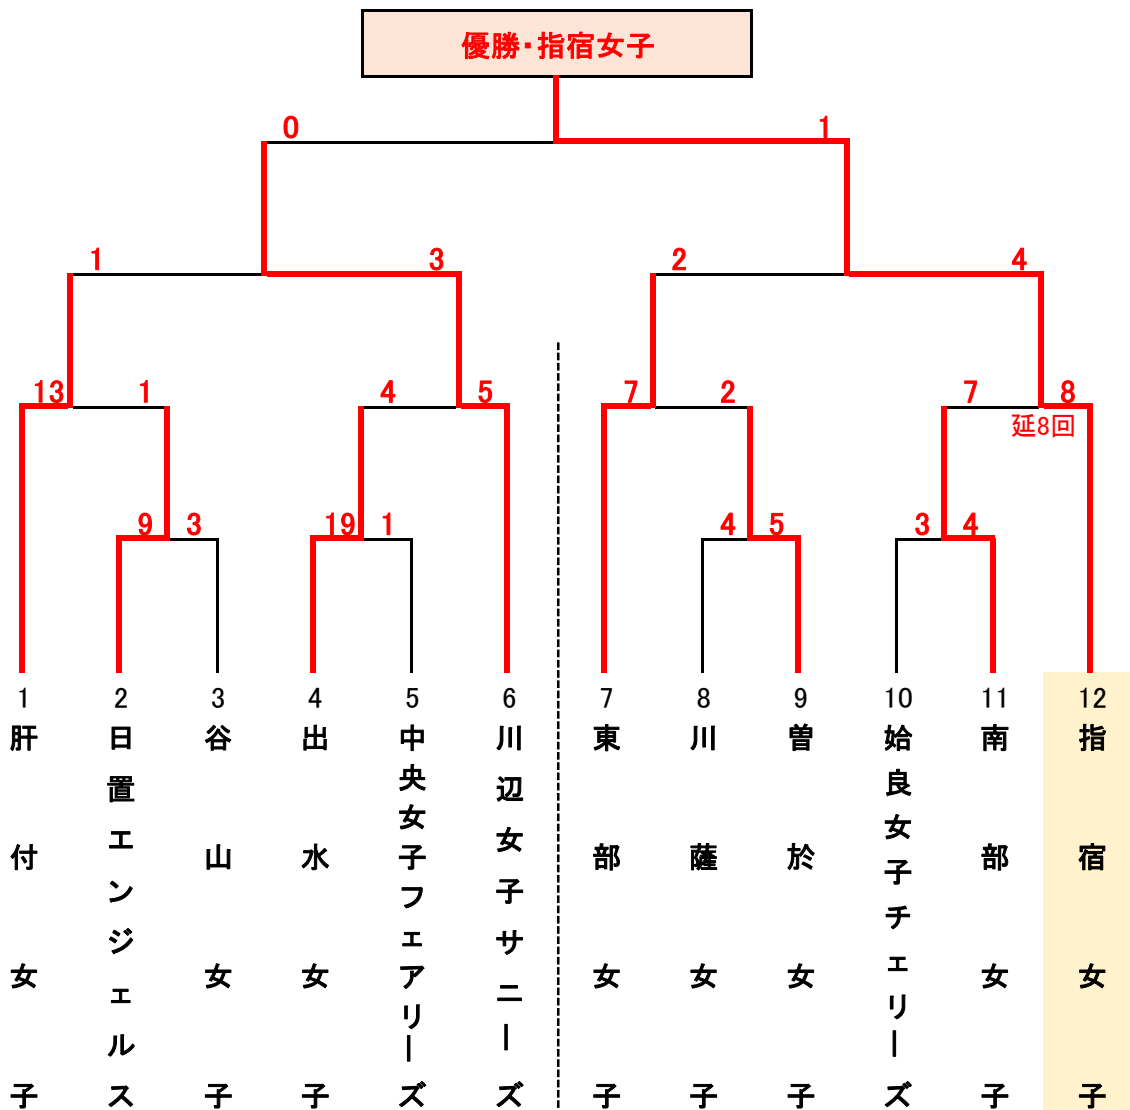 優勝・指宿女子
0 1
1 3 2 4
13 1 4 5 7 2 7 8
延8回
9 3 19 1 4 5 3 4
1 2 3 4 5 6 7 8 9 10 11 12
肝付女子
日置エンジェルス
谷山女子
出水女子
中央女子フェアリーズ
川辺女子サニーズ
東部女子
川薩女子
曽於女子
姶良女子チェリーズ
南部女子
指宿女子